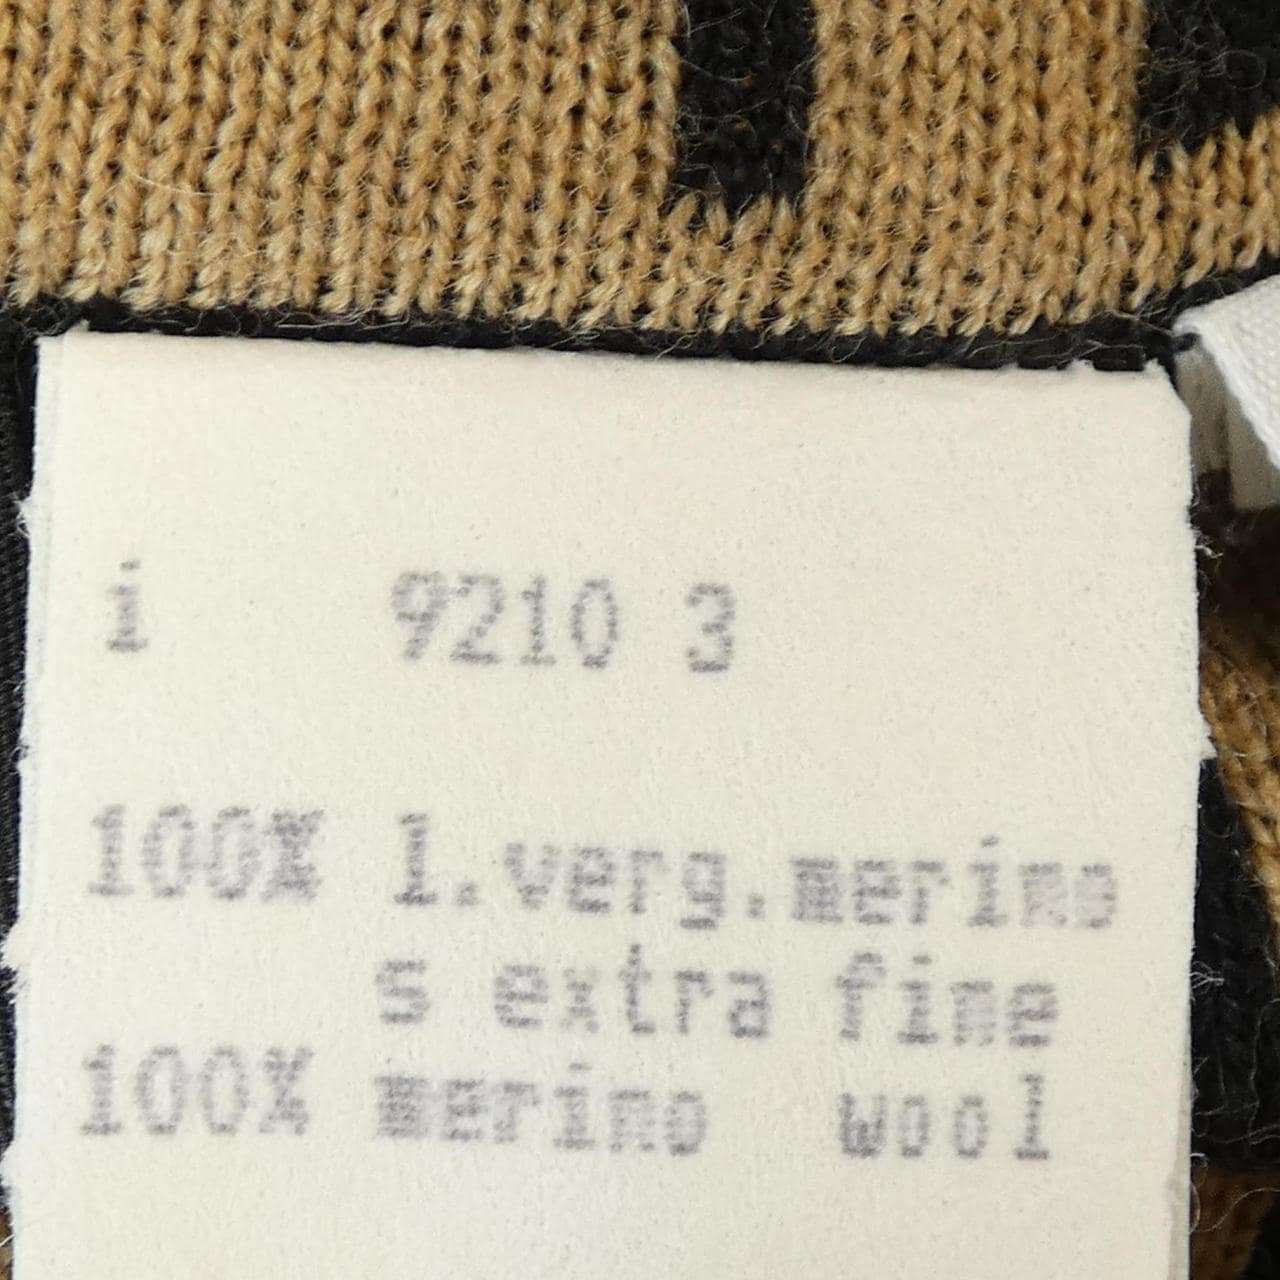 i 9210 3
100% l.verg.merino
s extra fine
100% merino wool